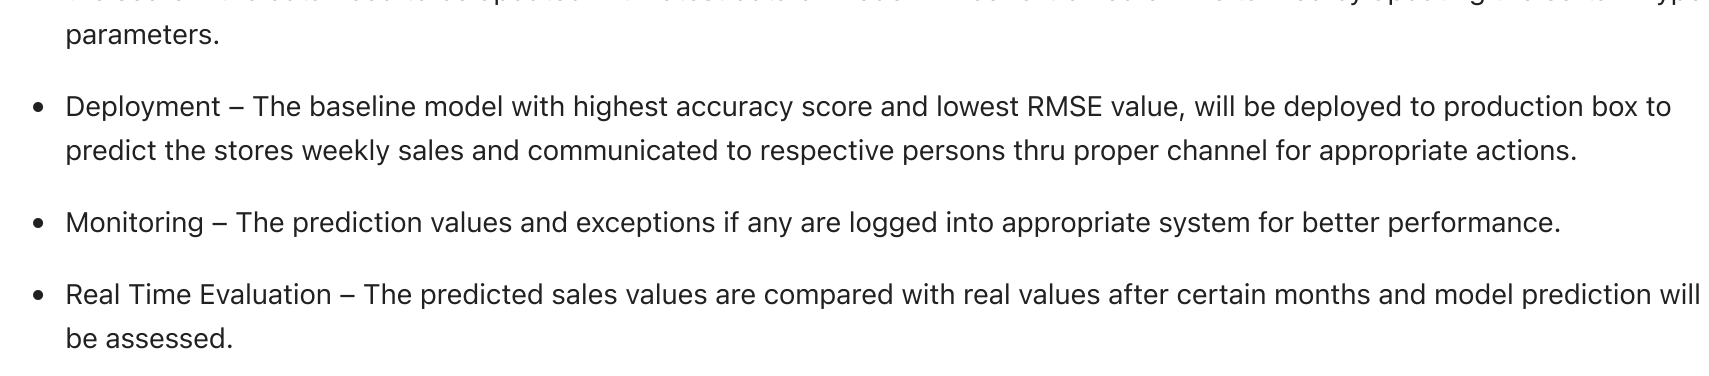 parameters.
• Deployment – The baseline model with highest accuracy score and lowest RMSE value, will be deployed to production box to
predict the stores weekly sales and communicated to respective persons thru proper channel for appropriate actions.
• Monitoring – The prediction values and exceptions if any are logged into appropriate system for better performance.
• Real Time Evaluation – The predicted sales values are compared with real values after certain months and model prediction will
be assessed.